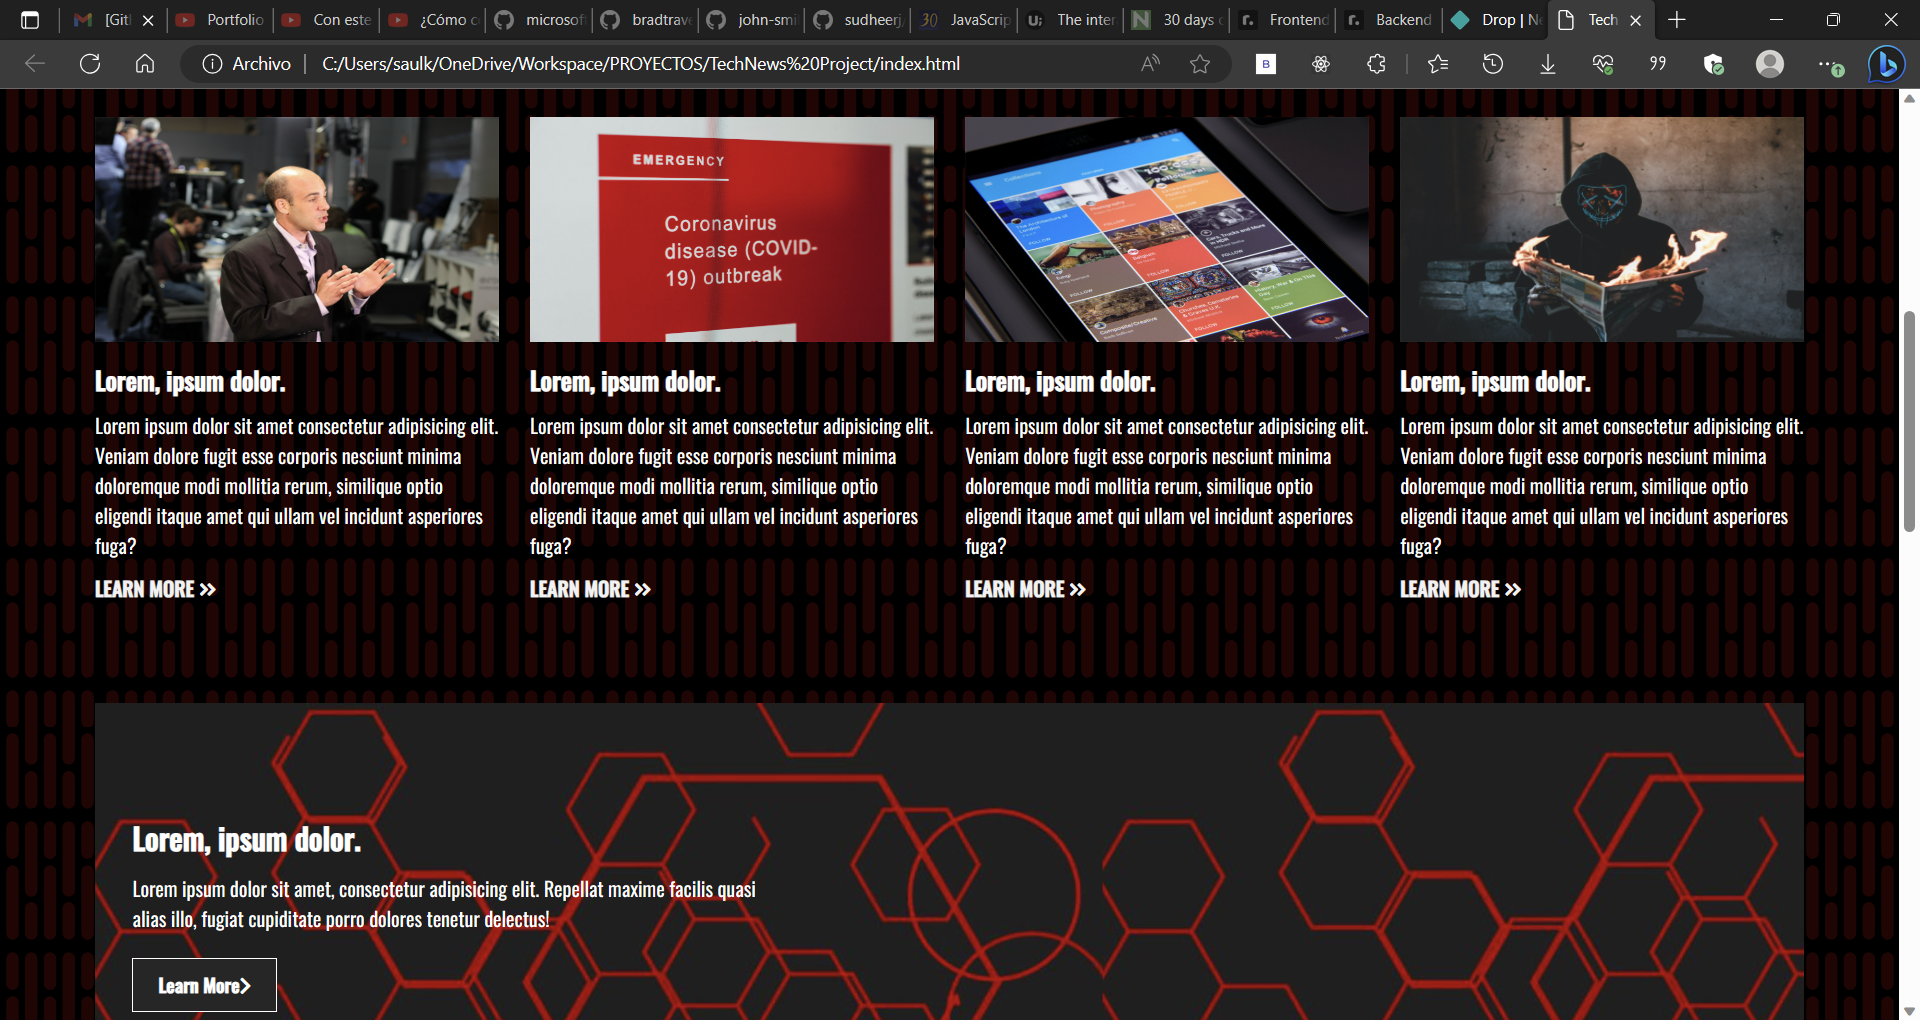 [Git
Portfolio
Con este
¿Cómo c
microsof
bradtrave
john-smi
sudheerj
30
JavaScrip
The inter
N
30 days
Frontend
Backend
Drop | Ne
Tech
Archivo
C:/Users/saulk/OneDrive/Workspace/PROYECTOS/TechNews%20Project/index.html
EMERGENCY
Coronavirus
disease (COVID-
19) outbreak
Collections
FOLLOW
Lorem, ipsum dolor.
Lorem ipsum dolor sit amet consectetur adipisicing elit.
Veniam dolore fugit esse corporis nesciunt minima
doloremque modi mollitia rerum, similique optio
eligendi itaque amet qui ullam vel incidunt asperiores
fuga?
LEARN MORE »
Lorem, ipsum dolor.
Lorem ipsum dolor sit amet consectetur adipisicing elit.
Veniam dolore fugit esse corporis nesciunt minima
doloremque modi mollitia rerum, similique optio
eligendi itaque amet qui ullam vel incidunt asperiores
fuga?
LEARN MORE »
Lorem, ipsum dolor.
Lorem ipsum dolor sit amet consectetur adipisicing elit.
Veniam dolore fugit esse corporis nesciunt minima
doloremque modi mollitia rerum, similique optio
eligendi itaque amet qui ullam vel incidunt asperiores
fuga?
LEARN MORE »
Lorem, ipsum dolor.
Lorem ipsum dolor sit amet consectetur adipisicing elit.
Veniam dolore fugit esse corporis nesciunt minima
doloremque modi mollitia rerum, similique optio
eligendi itaque amet qui ullam vel incidunt asperiores
fuga?
LEARN MORE »
Lorem, ipsum dolor.
Lorem ipsum dolor sit amet, consectetur adipisicing elit. Repellat maxime facilis quasi
alias illo, fugiat cupiditate porro dolores tenetur delectus!
Learn More>